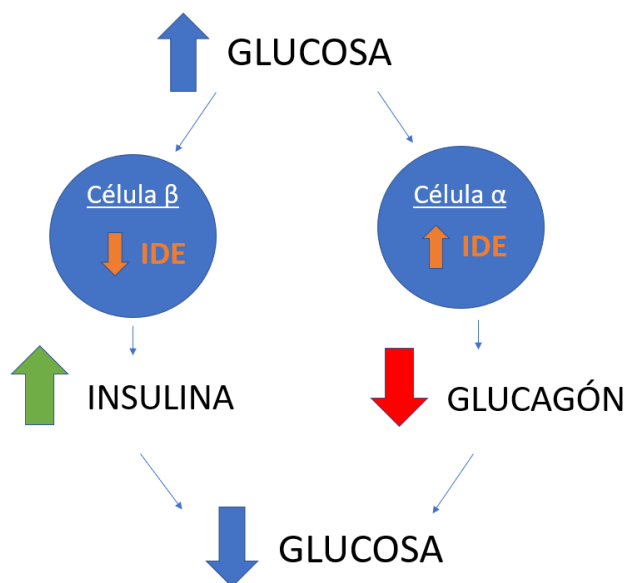 GLUCOSA
Célula β
Célula α
IDE
IDE
INSULINA
GLUCAGÓN
GLUCOSA